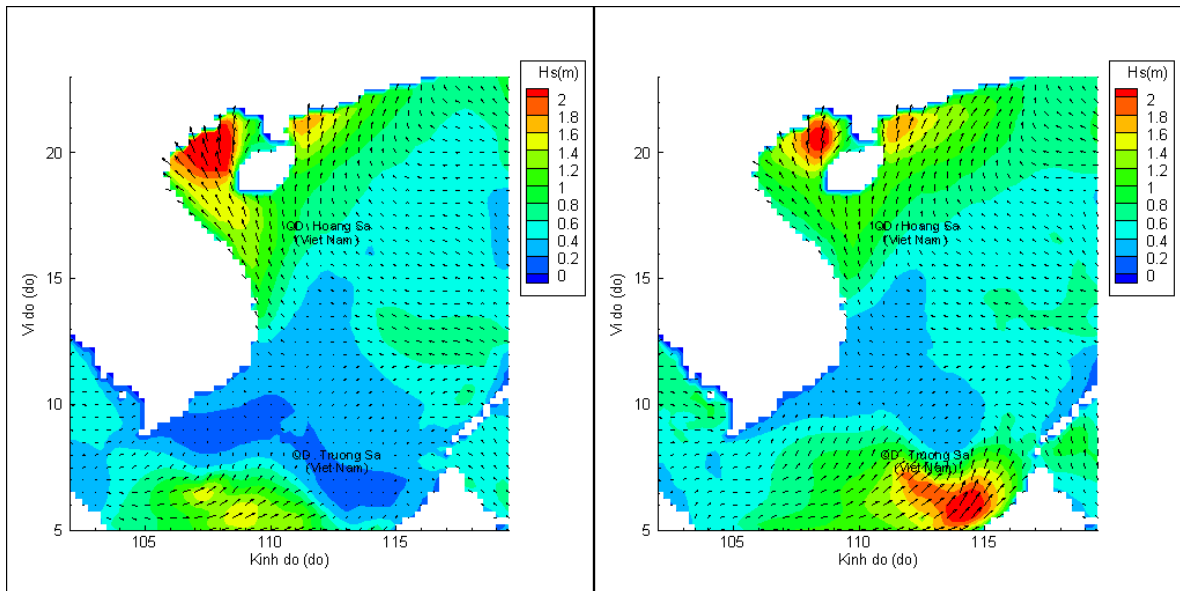 Hs(m)
2
1.8
1.6
1.4
1.2
1
0.8
0.6
0.4
0.2
0
20
15
10
5
Vi do (do)
105
110
115
Kinh do (do)
QD. Hoang Sa
(Viet Nam)
QD. Truong Sa
(Viet Nam)
Hs(m)
2
1.8
1.6
1.4
1.2
1
0.8
0.6
0.4
0.2
0
20
15
10
5
Vi do (do)
105
110
115
Kinh do (do)
QD. Hoang Sa
(Viet Nam)
QD. Truong Sa
(Viet Nam)